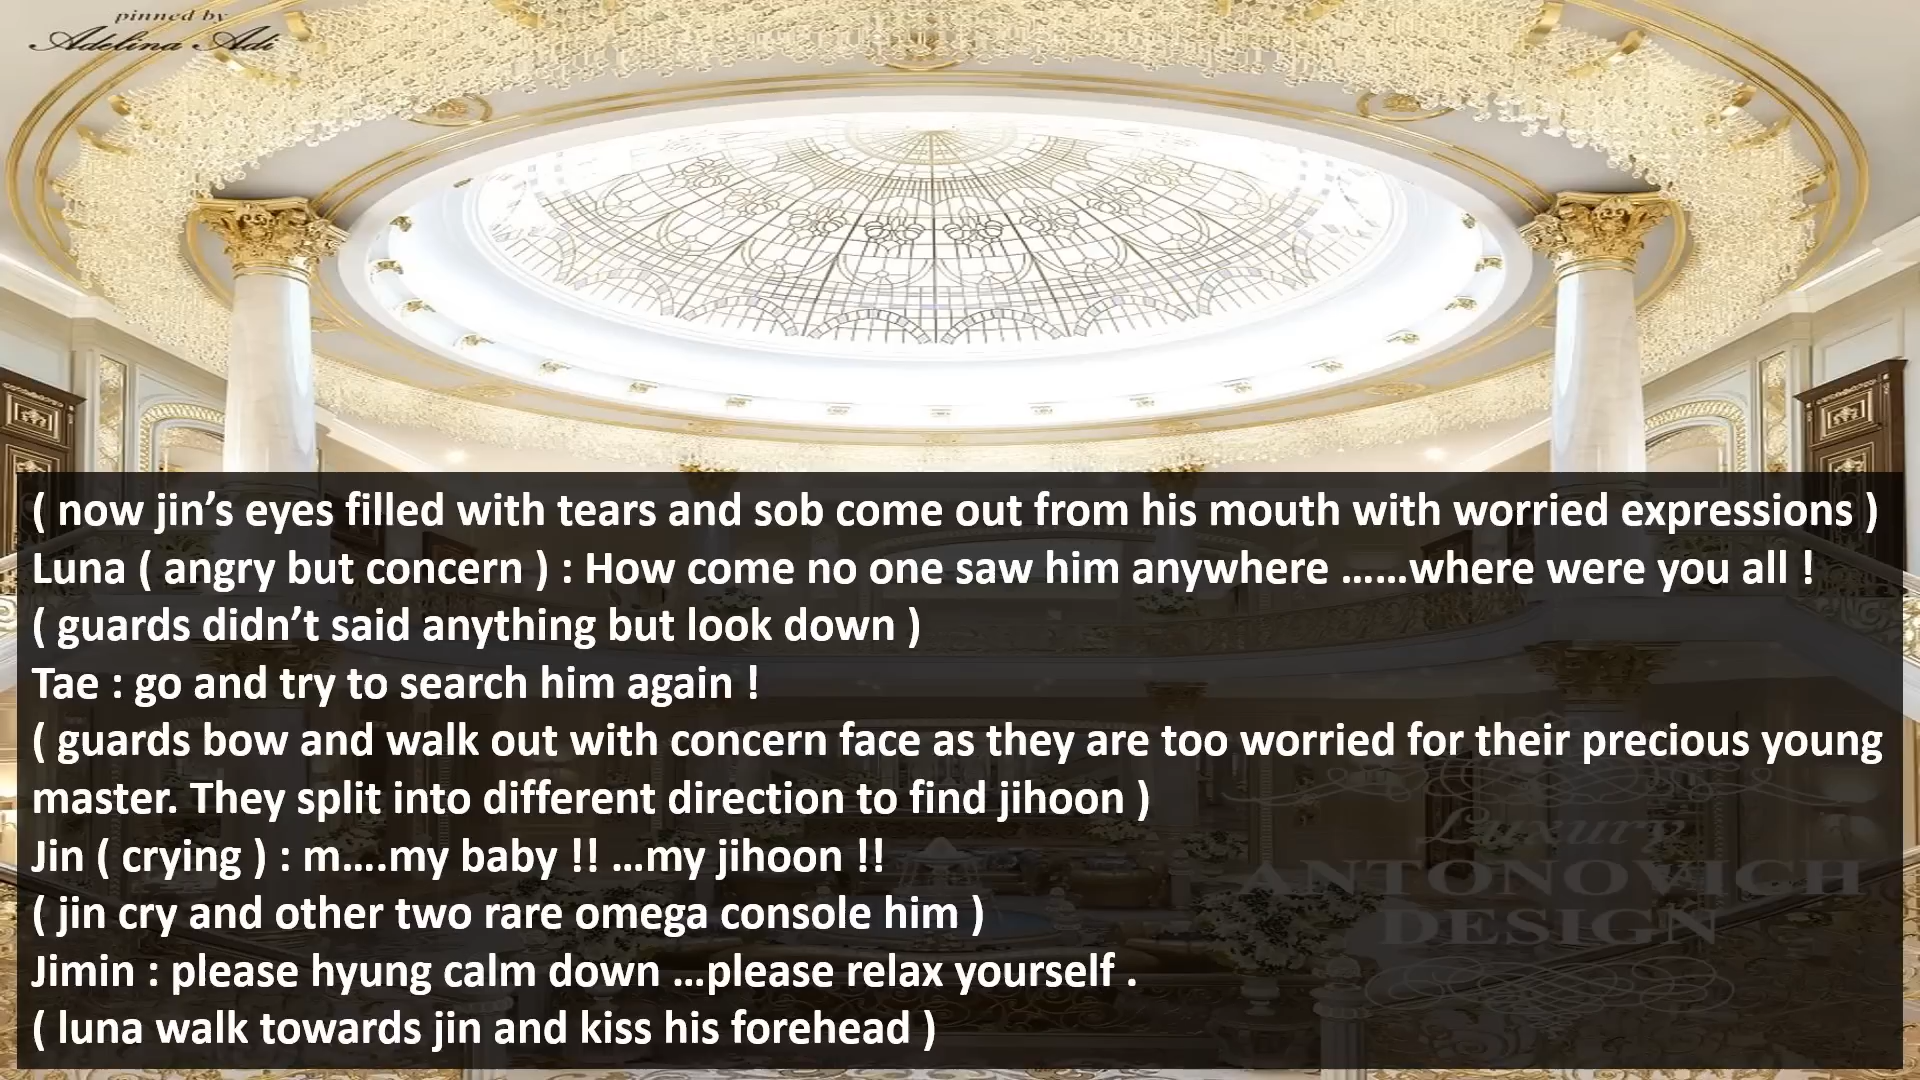 pinned by
Adelina Adi
( now jin’s eyes filled with tears and sob come out from his mouth with worried expressions )
Luna ( angry but concern ) : How come no one saw him anywhere ……where were you all !
( guards didn’t said anything but look down )
Tae : go and try to search him again !
( guards bow and walk out with concern face as they are too worried for their precious young
master. They split into different direction to find jihoon )
Jin ( crying ) : m….my baby !! …my jihoon !!
( jin cry and other two rare omega console him )
Jimin : please hyung calm down …please relax yourself .
( luna walk towards jin and kiss his forehead )
Luxury
ANTONOVICH
DESIGN